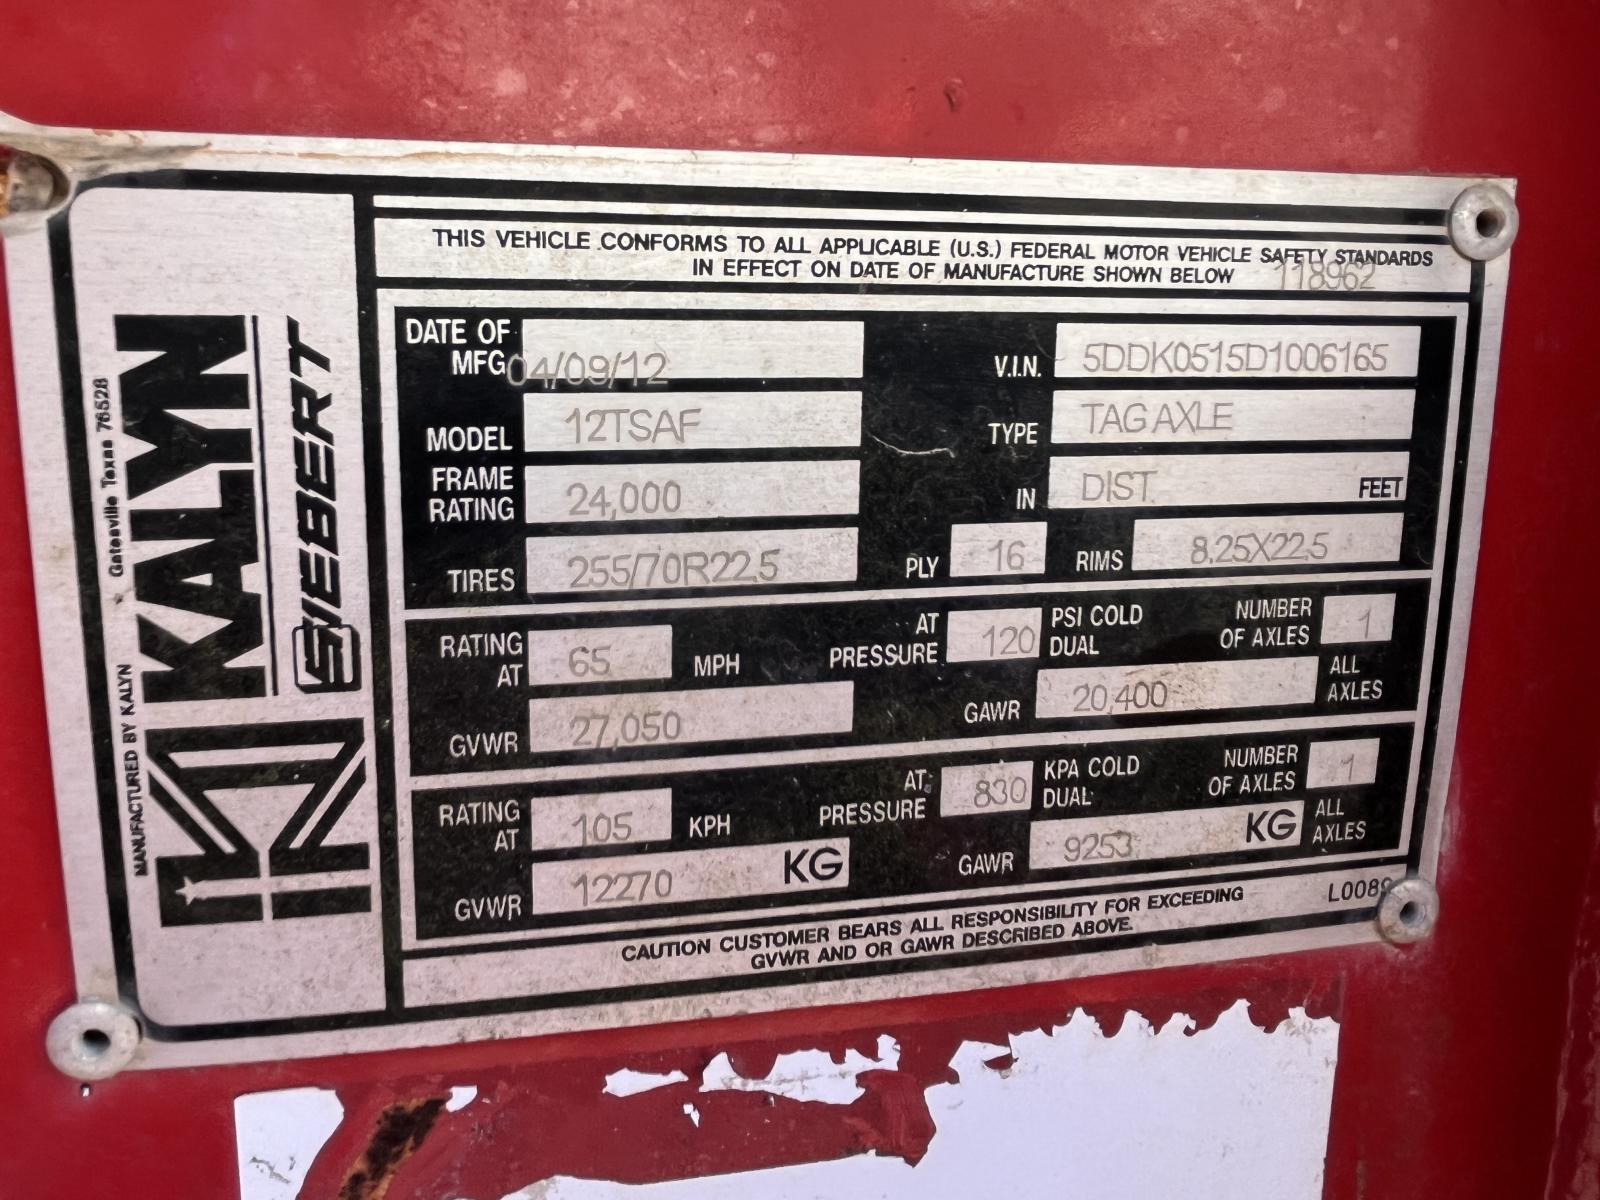 THIS VEHICLE CONFORMS TO ALL APPLICABLE (U.S.) FEDERAL MOTOR VEHICLE SAFETY STANDARDS
IN EFFECT ON DATE OF MANUFACTURE SHOWN BELOW 118962
MANUFACTURED BY KALYN Gatesville Texas 76528
KALYN
SIEBERT
DATE OF MFG 04/09/12 V.I.N. 5DDK0515D1006165
MODEL 12TSAF TYPE TAG AXLE
FRAME RATING 24,000 IN DIST. FEET
TIRES 255/70R22.5 PLY 16 RIMS 8.25X22.5
RATING AT 65 MPH AT PRESSURE 120 PSI COLD DUAL NUMBER OF AXLES 1
GVWR 27,050 GAWR 20,400 ALL AXLES
RATING AT 105 KPH AT PRESSURE 830 KPA COLD DUAL NUMBER OF AXLES 1
GVWR 12270 KG GAWR 9253 KG ALL AXLES
CAUTION CUSTOMER BEARS ALL RESPONSIBILITY FOR EXCEEDING L0089
GVWR AND OR GAWR DESCRIBED ABOVE.